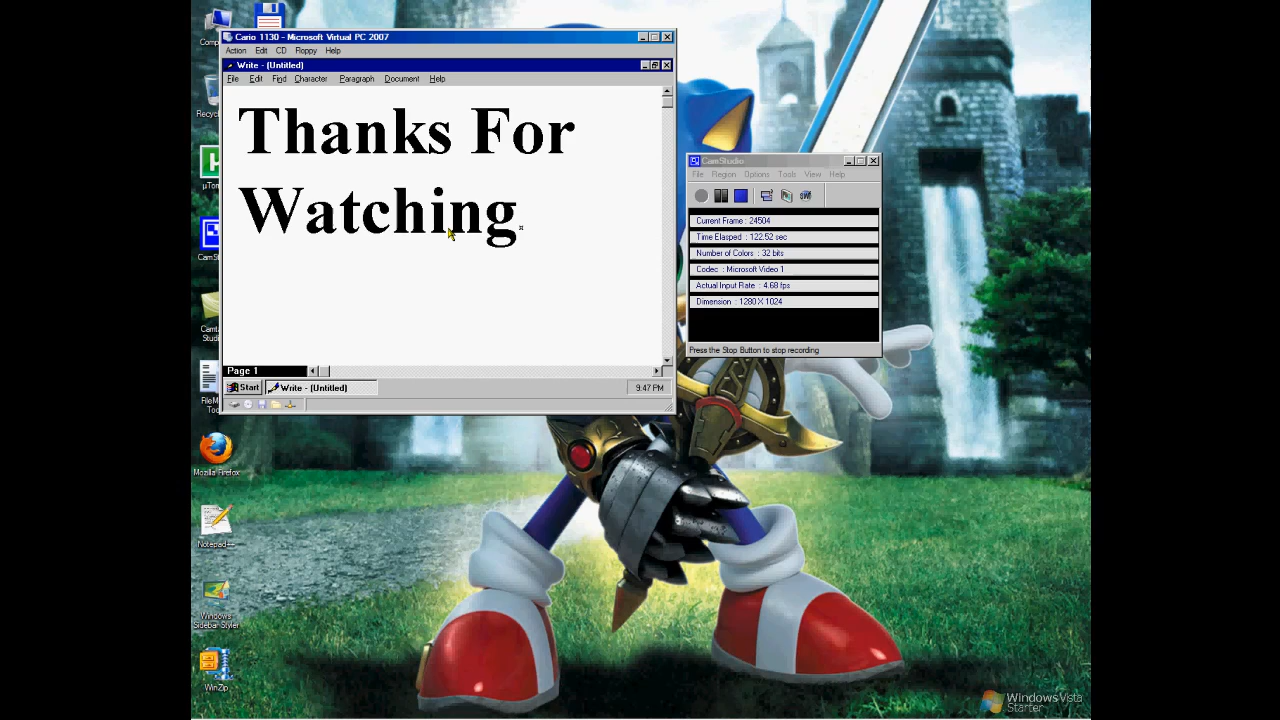 Cario 1130 - Microsoft Virtual PC 2007
Action Edit CD Floppy Help
Write - (Untitled)
File Edit Find Character Paragraph Document Help
Thanks For
Watching
Page 1
Start
Write - (Untitled)
9:47 PM
CamStudio
File Region Options Tools View Help
Current Frame : 24504
Time Elasped : 122.52 sec
Number of Colors : 32 bits
Codec : Microsoft Video 1
Actual Input Rate : 4.68 fps
Dimension : 1280 X 1024
Press the Stop Button to stop recording
Mozilla Firefox
Notepad++
Windows
Sidebar Styler
WinZip
Windows Vista
Starter